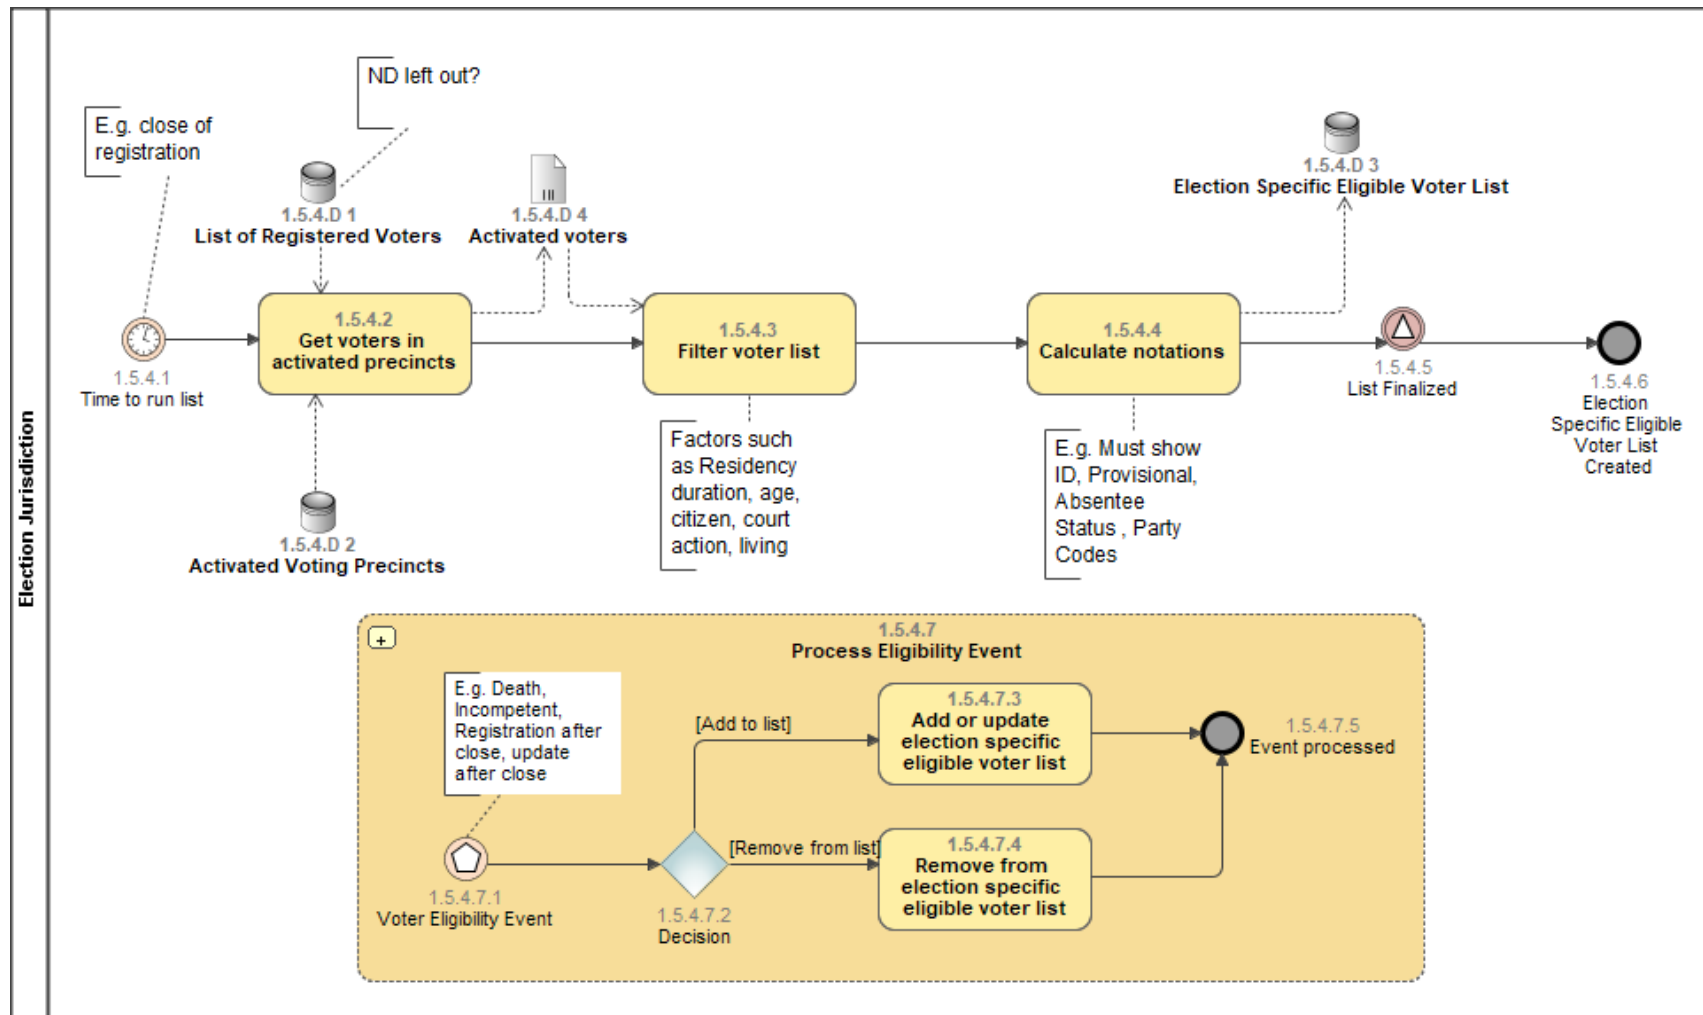 Election Jurisdiction
ND left out?
E.g. close of
registration
1.5.4.D 1
List of Registered Voters
1.5.4.D 4
Activated voters
1.5.4.D 3
Election Specific Eligible Voter List
1.5.4.1
Time to run list
1.5.4.2
Get voters in
activated precincts
1.5.4.3
Filter voter list
1.5.4.4
Calculate notations
1.5.4.5
List Finalized
1.5.4.6
Election
Specific Eligible
Voter List
Created
Factors such
as Residency
duration, age,
citizen, court
action, living
E.g. Must show
ID, Provisional,
Absentee
Status , Party
Codes
1.5.4.D 2
Activated Voting Precincts
+
1.5.4.7
Process Eligibility Event
E.g. Death,
Incompetent,
Registration after
close, update
after close
1.5.4.7.1
Voter Eligibility Event
1.5.4.7.2
Decision
[Add to list]
[Remove from list]
1.5.4.7.3
Add or update
election specific
eligible voter list
1.5.4.7.4
Remove from
election specific
eligible voter list
1.5.4.7.5
Event processed